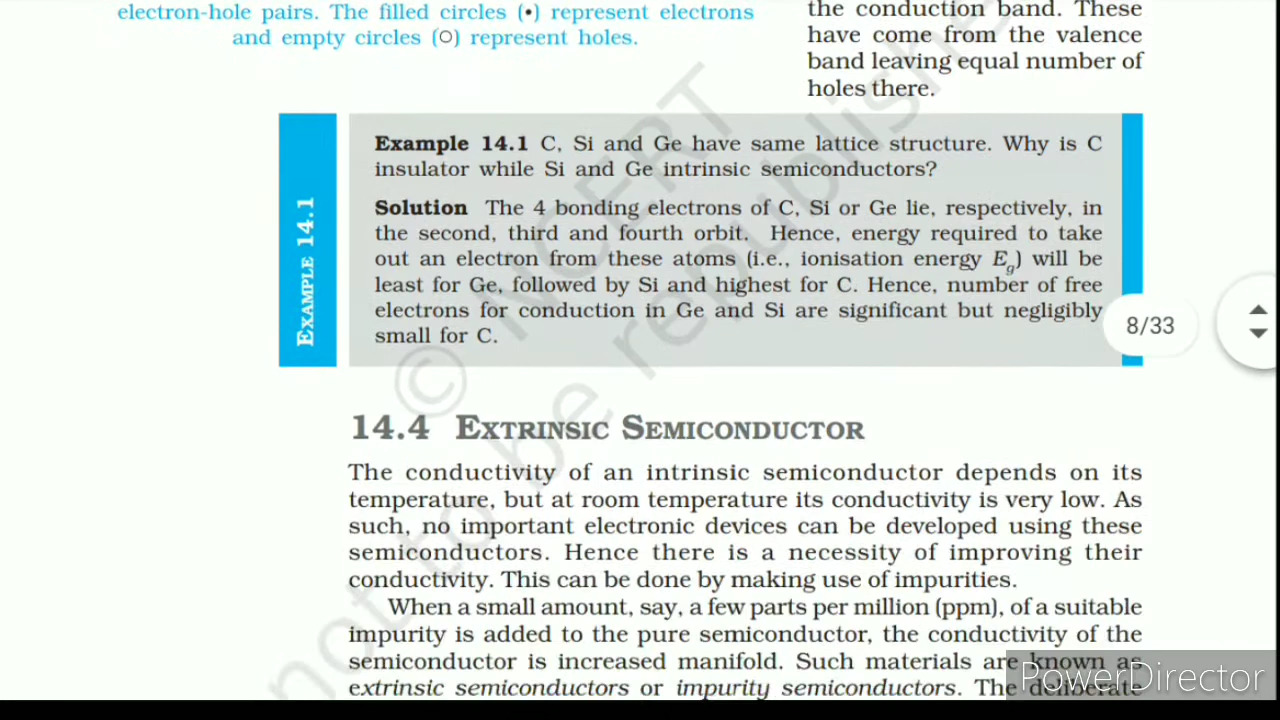 electron-hole pairs. The filled circles (•) represent electrons
and empty circles (○) represent holes.
the conduction band. These
have come from the valence
band leaving equal number of
holes there.
EXAMPLE 14.1
Example 14.1 C, Si and Ge have same lattice structure. Why is C
insulator while Si and Ge intrinsic semiconductors?
Solution The 4 bonding electrons of C, Si or Ge lie, respectively, in
the second, third and fourth orbit. Hence, energy required to take
out an electron from these atoms (i.e., ionisation energy Eg) will be
least for Ge, followed by Si and highest for C. Hence, number of free
electrons for conduction in Ge and Si are significant but negligibly
small for C.
8/33
14.4 EXTRINSIC SEMICONDUCTOR
The conductivity of an intrinsic semiconductor depends on its
temperature, but at room temperature its conductivity is very low. As
such, no important electronic devices can be developed using these
semiconductors. Hence there is a necessity of improving their
conductivity. This can be done by making use of impurities.
When a small amount, say, a few parts per million (ppm), of a suitable
impurity is added to the pure semiconductor, the conductivity of the
semiconductor is increased manifold. Such materials are known as
extrinsic semiconductors or impurity semiconductors. The deliberate
© NCERT
not to be republishe
PowerDirector